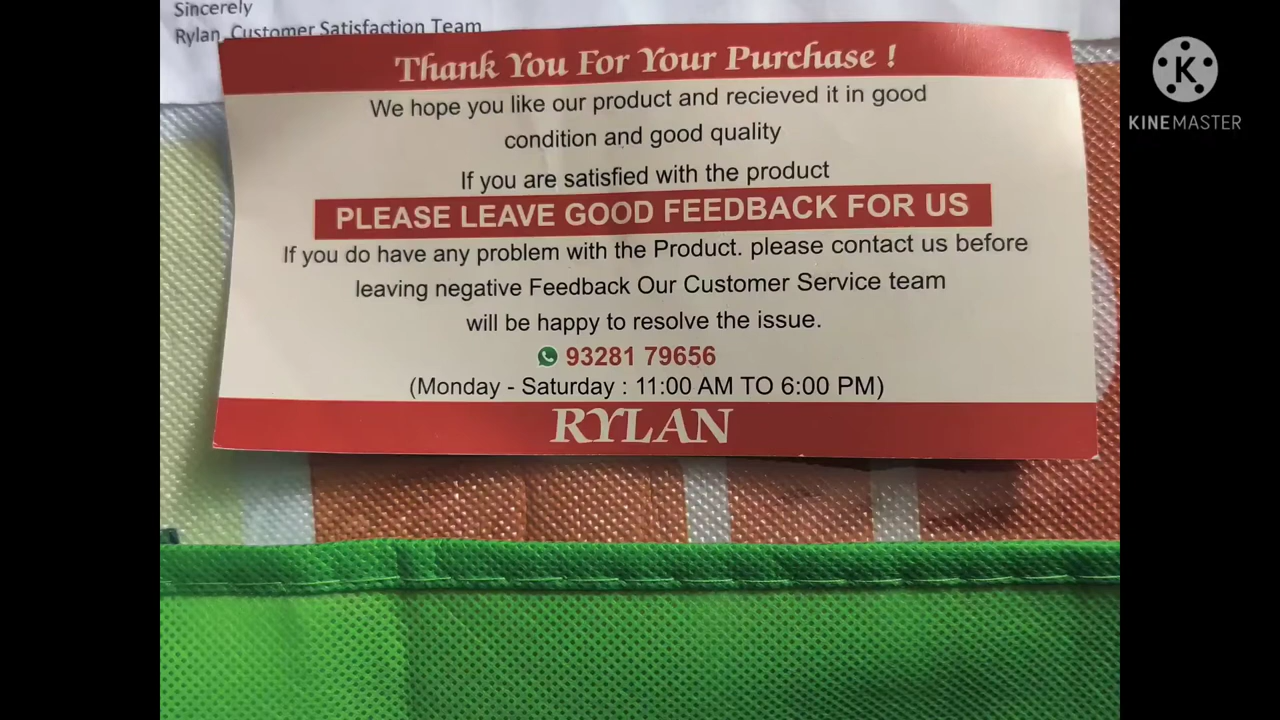 Sincerely
Rylan Customer Satisfaction Team
Thank You For Your Purchase !
We hope you like our product and recieved it in good
condition and good quality
If you are satisfied with the product
PLEASE LEAVE GOOD FEEDBACK FOR US
If you do have any problem with the Product. please contact us before
leaving negative Feedback Our Customer Service team
will be happy to resolve the issue.
93281 79656
(Monday - Saturday : 11:00 AM TO 6:00 PM)
RYLAN
K
KINEMASTER